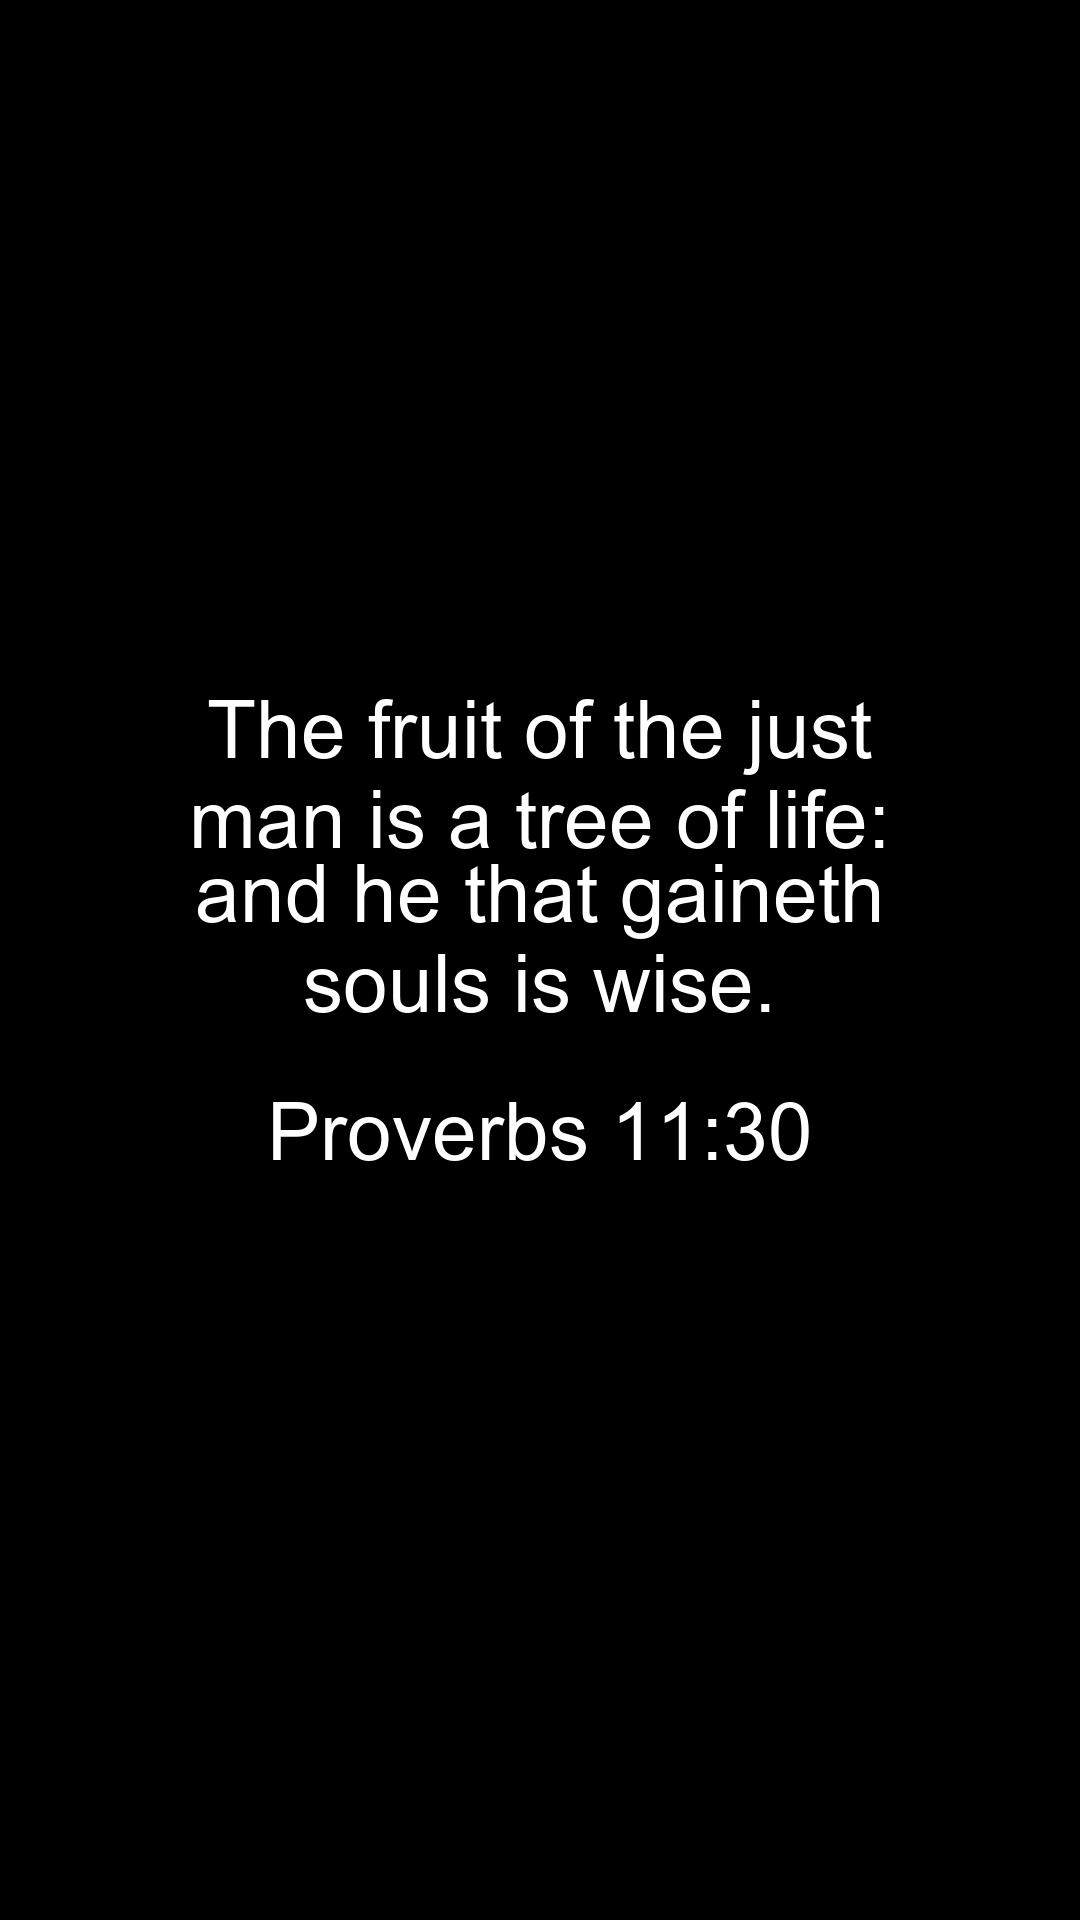 The fruit of the just
man is a tree of life:
and he that gaineth
souls is wise.
Proverbs 11:30